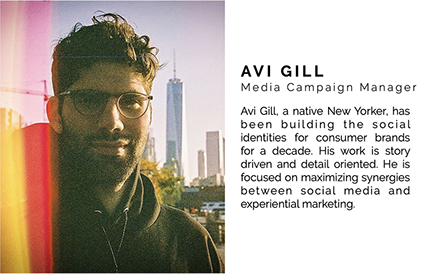 AVI GILL
Media Campaign Manager
Avi Gill, a native New Yorker, has
been building the social
identities for consumer brands
for a decade. His work is story
driven and detail oriented. He is
focused on maximizing synergies
between social media and
experiential marketing.